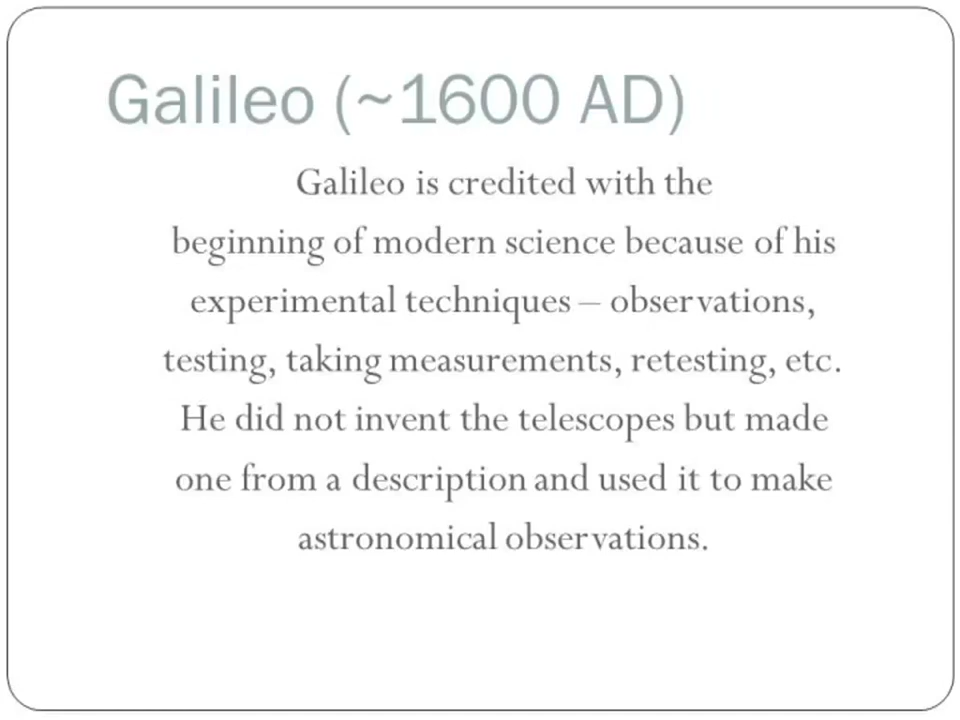 Galileo (~1600 AD)
Galileo is credited with the
beginning of modern science because of his
experimental techniques – observations,
testing, taking measurements, retesting, etc.
He did not invent the telescopes but made
one from a description and used it to make
astronomical observations.